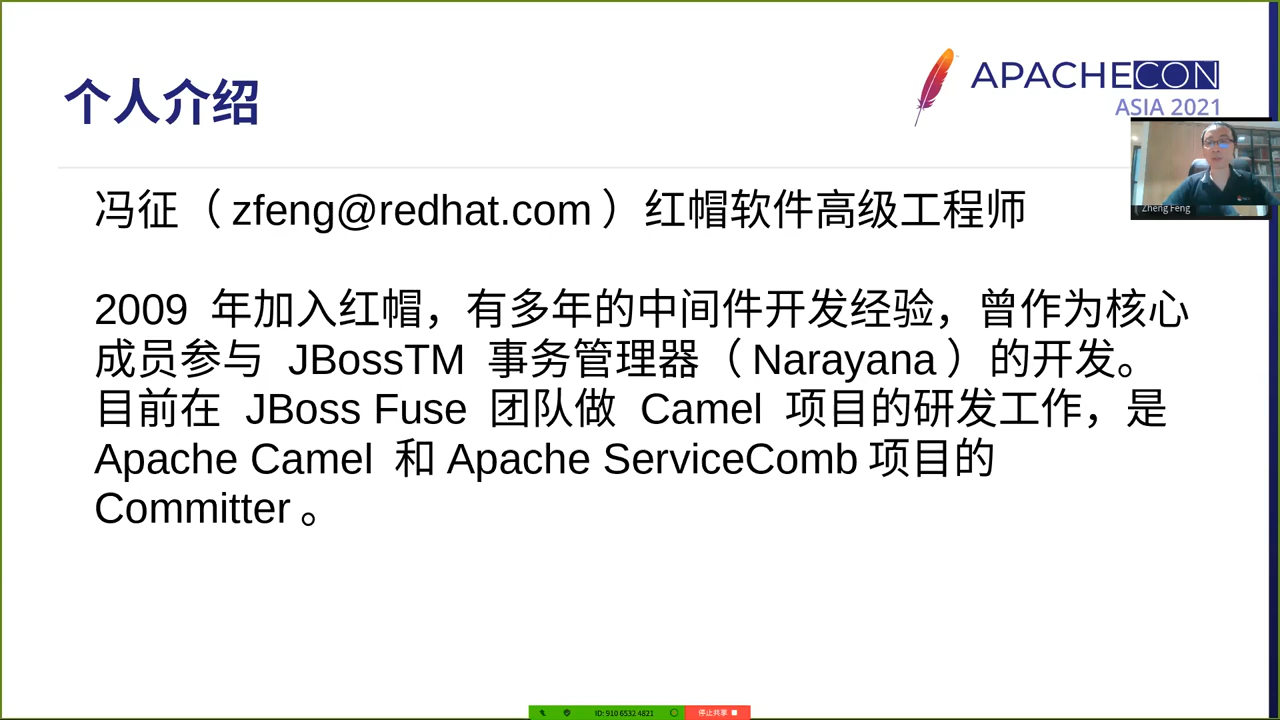 个人介绍
APACHECON
ASIA 2021
Zheng Feng
冯征（zfeng@redhat.com）红帽软件高级工程师
2009 年加入红帽，有多年的中间件开发经验，曾作为核心
成员参与 JBossTM 事务管理器（Narayana）的开发。
目前在 JBoss Fuse 团队做 Camel 项目的研发工作，是
Apache Camel 和 Apache ServiceComb 项目的
Committer。
ID: 910 6532 4821
停止共享